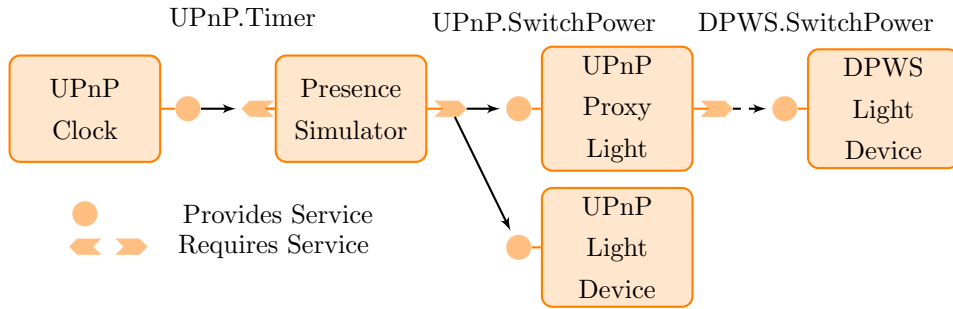 UPnP.Timer
UPnP.SwitchPower
DPWS.SwitchPower
UPnP
Clock
Presence
Simulator
UPnP
Proxy
Light
DPWS
Light
Device
UPnP
Light
Device
Provides Service
Requires Service